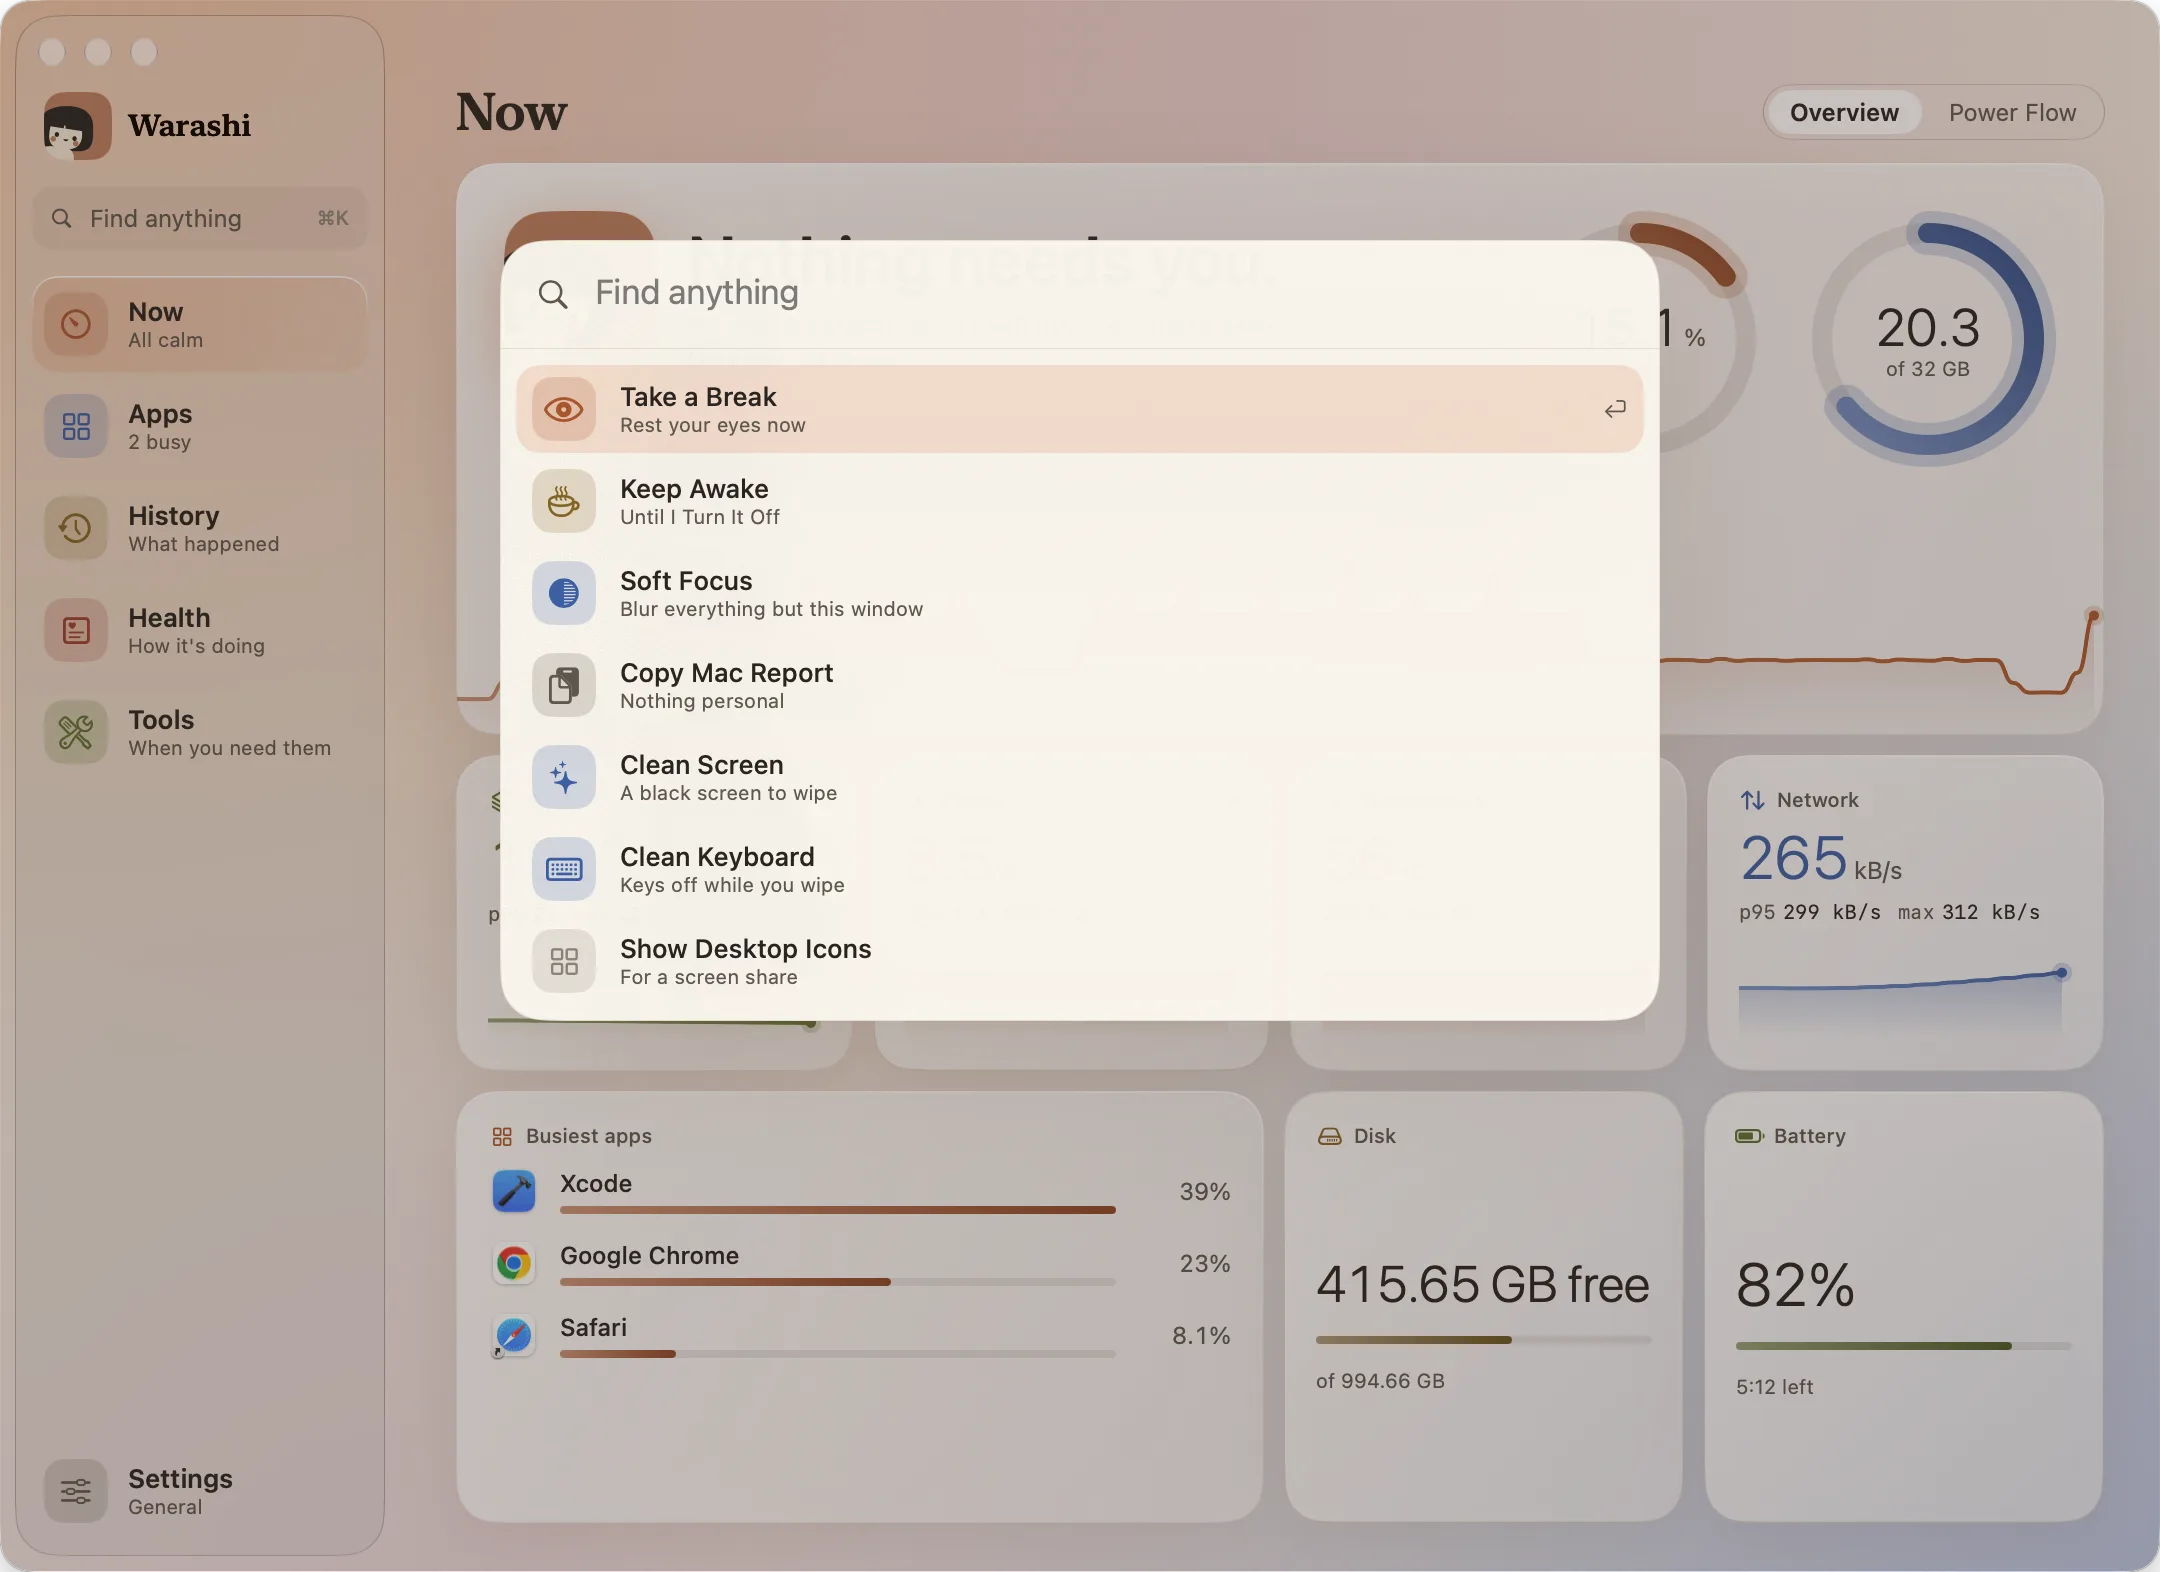 Warashi
Find anything ⌘K
Now
All calm
Apps
2 busy
History
What happened
Health
How it's doing
Tools
When you need them
Settings
General
Now
Overview
Power Flow
Nothing needs you.
%
20.3
of 32 GB
Find anything
Take a Break
Rest your eyes now
Keep Awake
Until I Turn It Off
Soft Focus
Blur everything but this window
Copy Mac Report
Nothing personal
Clean Screen
A black screen to wipe
Clean Keyboard
Keys off while you wipe
Show Desktop Icons
For a screen share
Network
265 kB/s
p95 299 kB/s max 312 kB/s
Busiest apps
Xcode
39%
Google Chrome
23%
Safari
8.1%
Disk
415.65 GB free
of 994.66 GB
Battery
82%
5:12 left